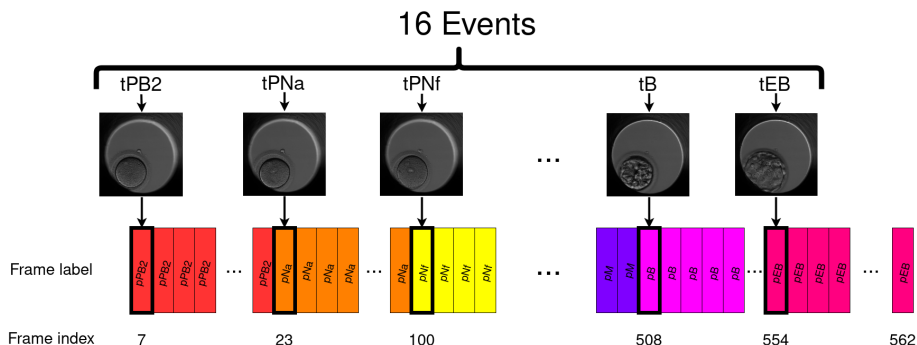 16 Events
tPB2 tPNa tPNf tB tEB
...
Frame label pPB2 pPB2 pPB2 pPB2 ... pPB2 pNa pNa pNa pNa ... pNa pNf pNf pNf pNf ... pM pM pB pB pB pB pB ... pEB pEB pEB pEB ... pEB
Frame index 7 23 100 508 554 562